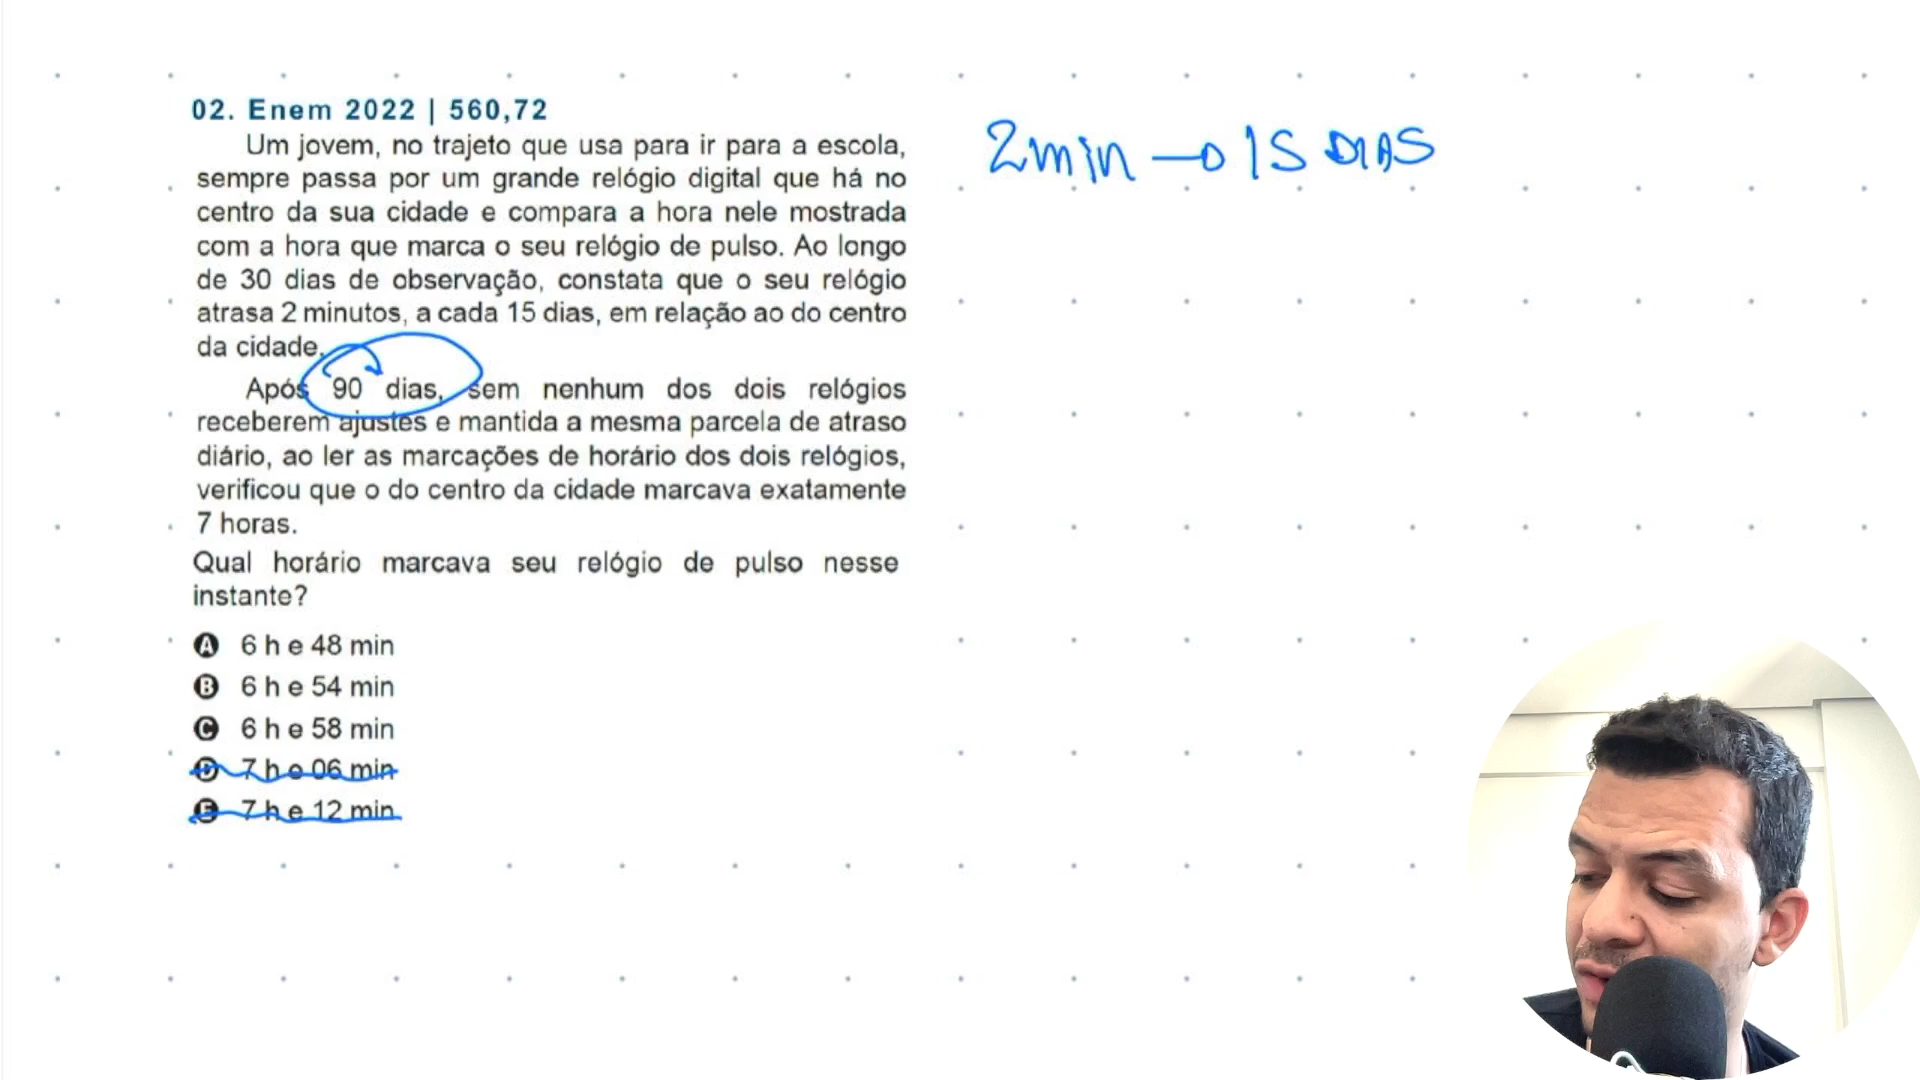 02. Enem 2022 | 560,72
Um jovem, no trajeto que usa para ir para a escola,
sempre passa por um grande relógio digital que há no
centro da sua cidade e compara a hora nele mostrada
com a hora que marca o seu relógio de pulso. Ao longo
de 30 dias de observação, constata que o seu relógio
atrasa 2 minutos, a cada 15 dias, em relação ao do centro
da cidade.
Após 90 dias, sem nenhum dos dois relógios
receberem ajustes e mantida a mesma parcela de atraso
diário, ao ler as marcações de horário dos dois relógios,
verificou que o do centro da cidade marcava exatamente
7 horas.
Qual horário marcava seu relógio de pulso nesse
instante?
A 6 h e 48 min
B 6 h e 54 min
C 6 h e 58 min
D 7 h e 06 min
E 7 h e 12 min
2min → 15 DIAS